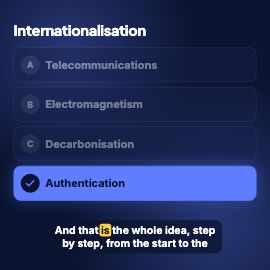 Internationalisation
A Telecommunications
B Electromagnetism
C Decarbonisation
Authentication
And that is the whole idea, step
by step, from the start to the